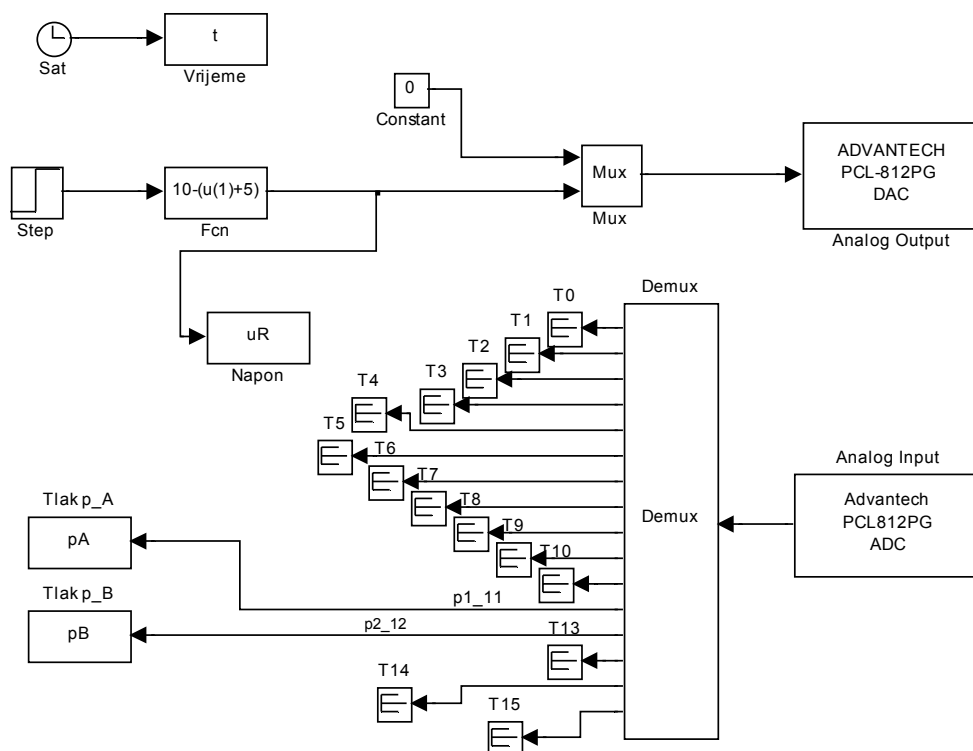 t
Sat
Vrijeme
0
Constant
Step
10-(u(1)+5)
Fcn
Mux
Mux
ADVANTECH
PCL-812PG
DAC
Analog Output
uR
Napon
Demux
T0
T1
T2
T3
T4
T5
T6
T7
T8
T9
T10
Demux
Analog Input
Advantech
PCL812PG
ADC
Tlak p_A
pA
p1_11
Tlak p_B
pB
p2_12
T13
T14
T15